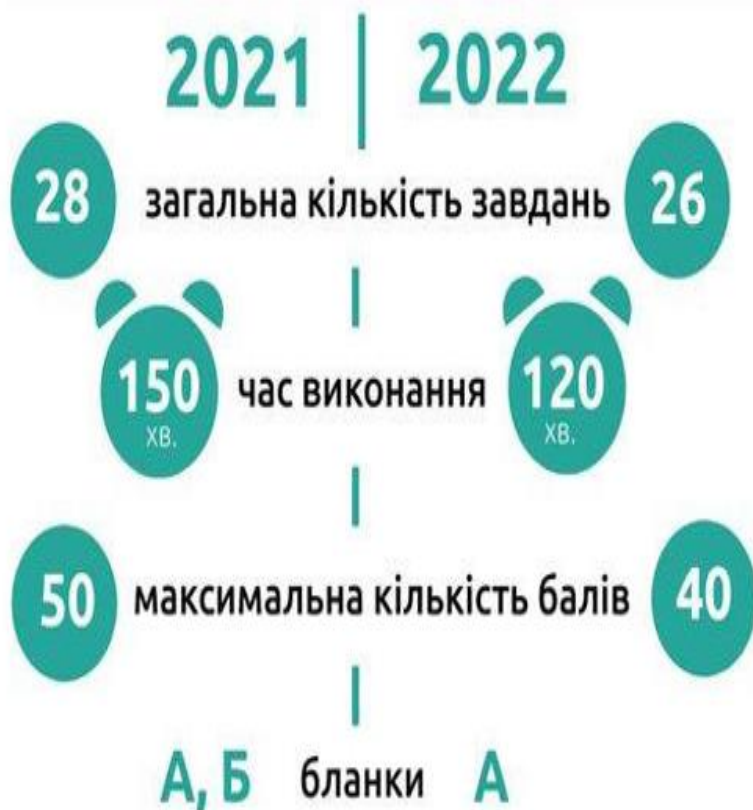 2021 | 2022
28 загальна кількість завдань 26
150 хв. час виконання 120 хв.
50 максимальна кількість балів 40
А, Б бланки А